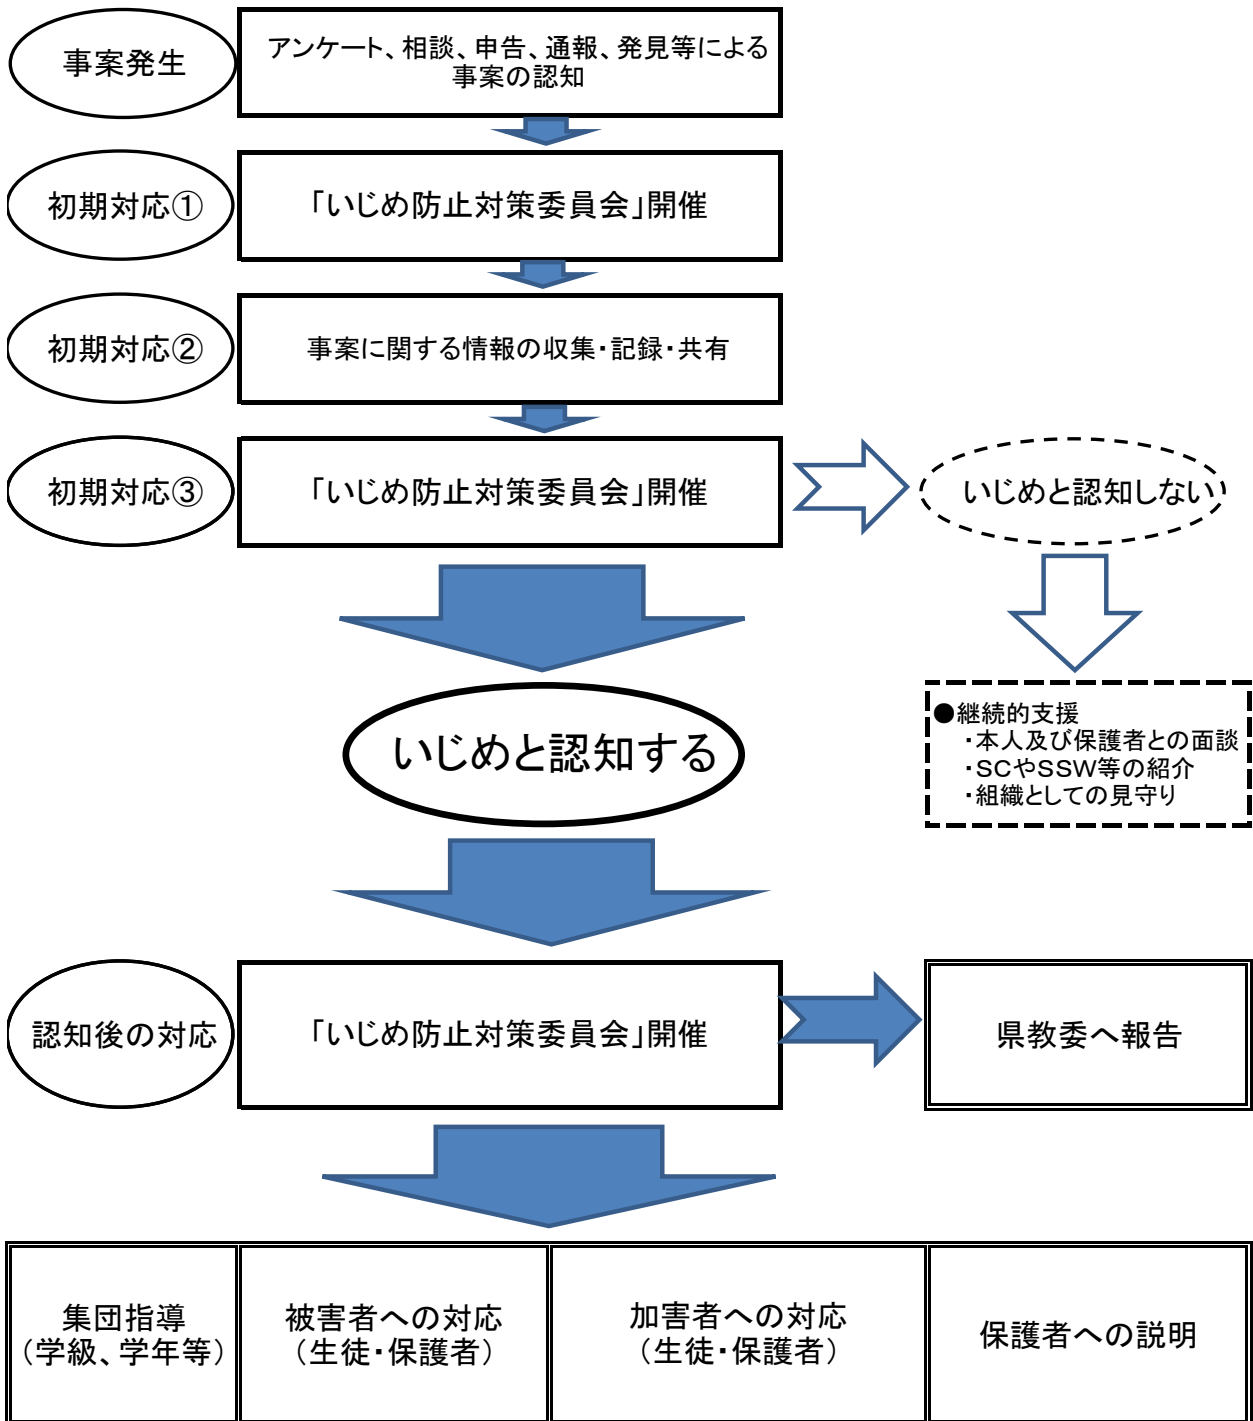 事案発生
アンケート、相談、申告、通報、発見等による
事案の認知
初期対応①
「いじめ防止対策委員会」開催
初期対応②
事案に関する情報の収集・記録・共有
初期対応③
「いじめ防止対策委員会」開催
いじめと認知しない
いじめと認知する
●継続的支援
・本人及び保護者との面談
・SCやSSW等の紹介
・組織としての見守り
認知後の対応
「いじめ防止対策委員会」開催
県教委へ報告
集団指導
（学級、学年等）
被害者への対応
（生徒・保護者）
加害者への対応
（生徒・保護者）
保護者への説明